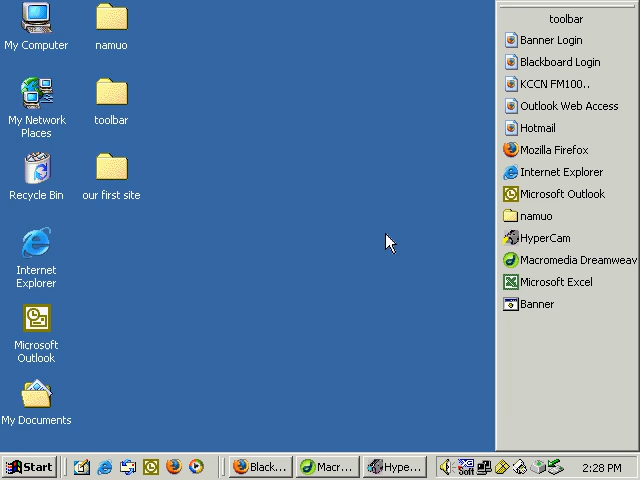 My Computer
namuo
My Network
Places
toolbar
Recycle Bin
our first site
Internet
Explorer
Microsoft
Outlook
My Documents
toolbar
Banner Login
Blackboard Login
KCCN FM100..
Outlook Web Access
Hotmail
Mozilla Firefox
Internet Explorer
Microsoft Outlook
namuo
HyperCam
Macromedia Dreamweav
Microsoft Excel
Banner
Start
Black...
Macr...
Hype...
Soft
2:28 PM